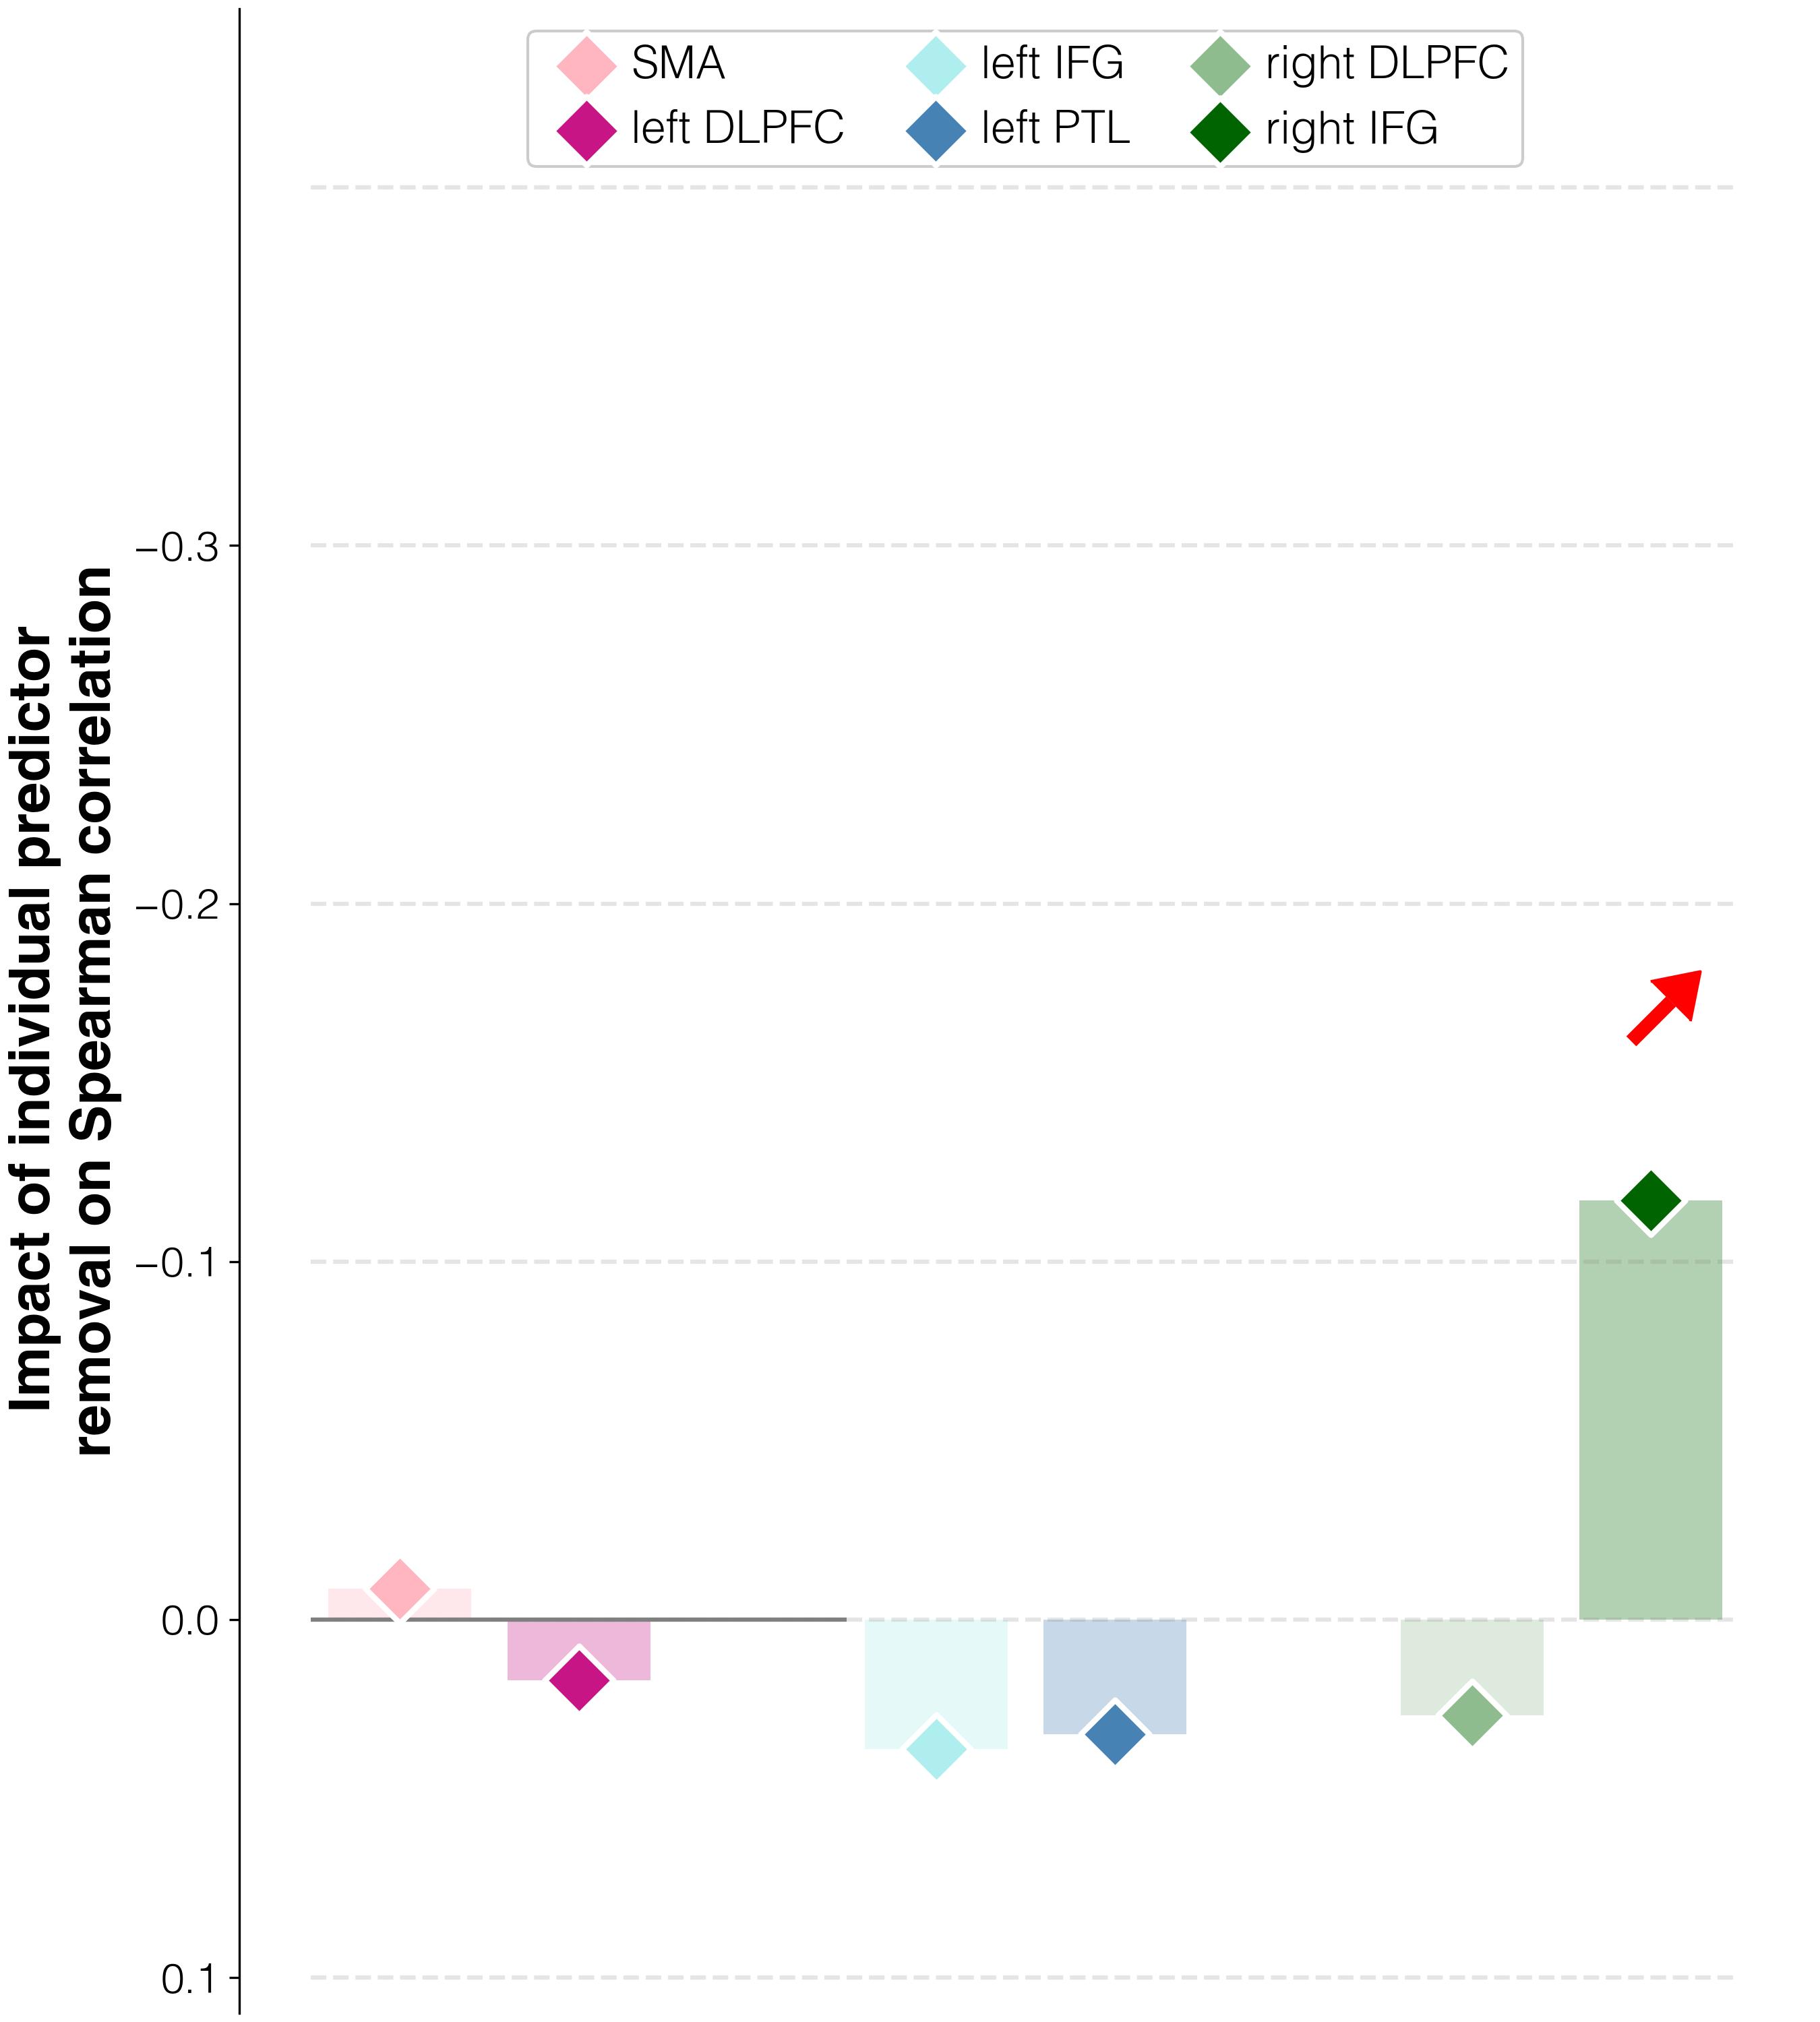 SMA
left DLPFC
left IFG
left PTL
right DLPFC
right IFG
Impact of individual predictor
removal on Spearman correlation
−0.3
−0.2
−0.1
0.0
0.1